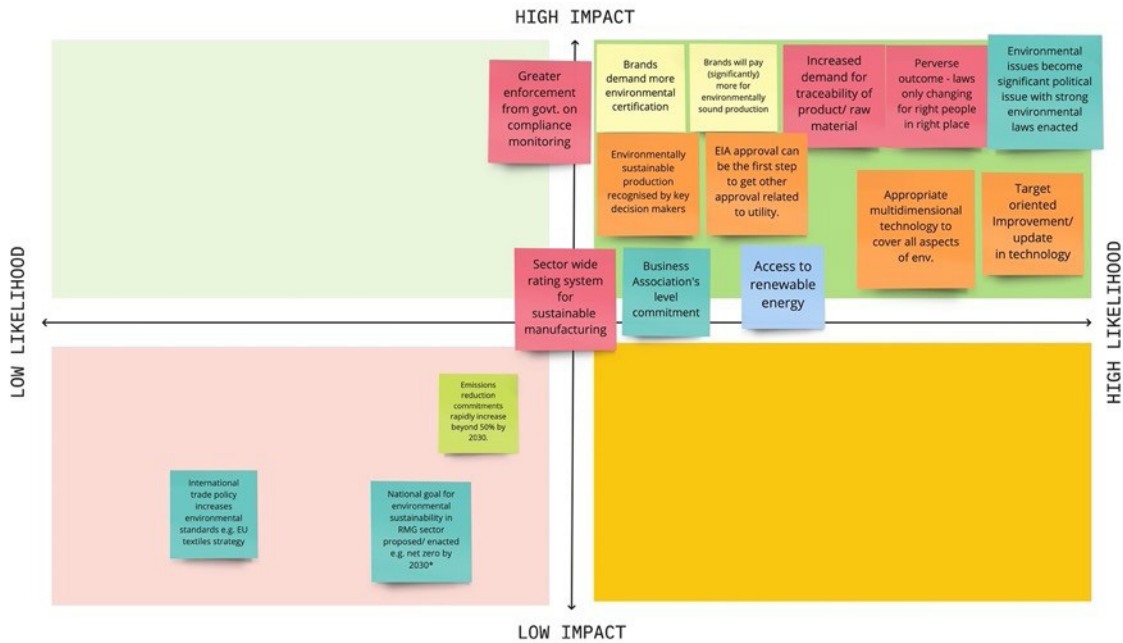 HIGH IMPACT
Greater
enforcement
from govt. on
compliance
monitoring
Brands
demand more
environmental
certification
Brands will pay
(significantly)
more for
environmentally
sound production
Increased
demand for
traceability of
product/ raw
material
Perverse
outcome - laws
only changing
for right people
in right place
Environmental
issues become
significant political
issue with strong
environmental
laws enacted
Environmentally
sustainable
production
recognised by key
decision makers
EIA approval can
be the first step
to get other
approval related
to utility.
Appropriate
multidimensional
technology to
cover all aspects
of env.
Target
oriented
Improvement/
update
in technology
Sector wide
rating system
for
sustainable
manufacturing
Business
Association's
level
commitment
Access to
renewable
energy
LOW LIKELIHOOD
HIGH LIKELIHOOD
Emissions
reduction
commitments
rapidly increase
beyond 50% by
2030.
International
trade policy
increases
environmental
standards e.g. EU
textiles strategy
National goal for
environmental
sustainability in
RMG sector
proposed/ enacted
e.g. net zero by
2030*
LOW IMPACT